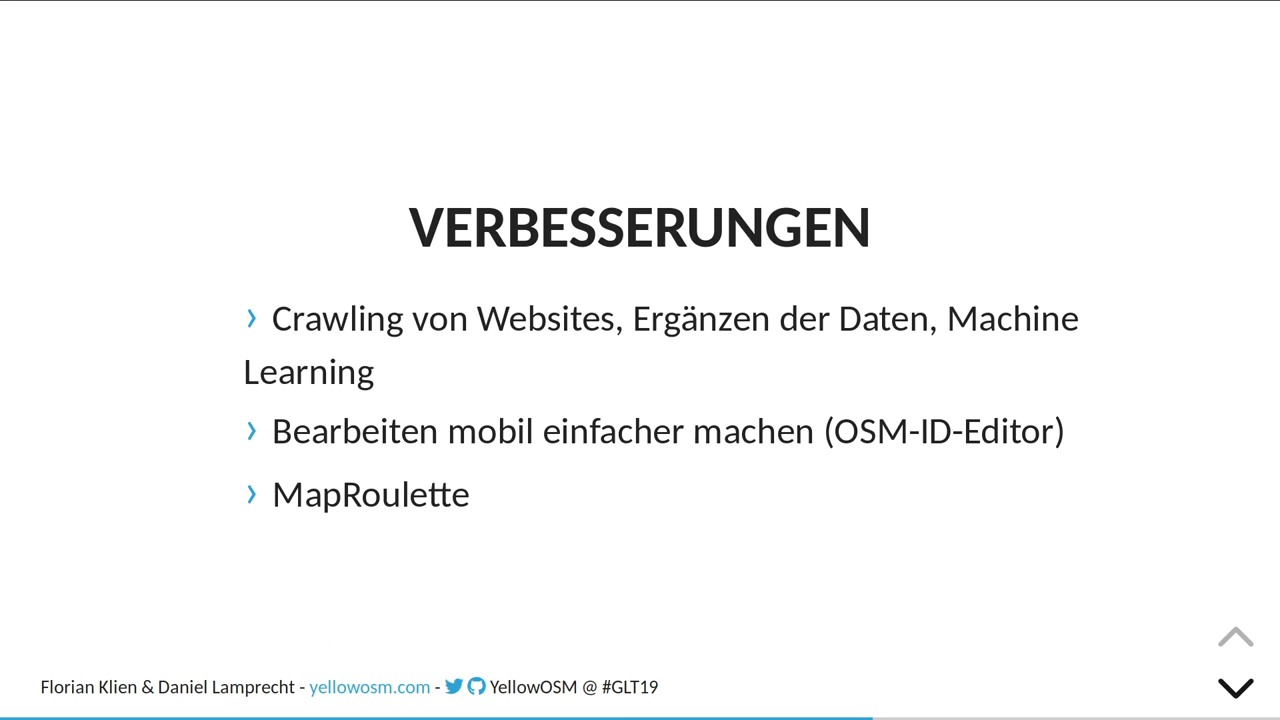 VERBESSERUNGEN
› Crawling von Websites, Ergänzen der Daten, Machine
Learning
› Bearbeiten mobil einfacher machen (OSM-ID-Editor)
› MapRoulette
Florian Klien & Daniel Lamprecht - yellowosm.com - YellowOSM @ #GLT19